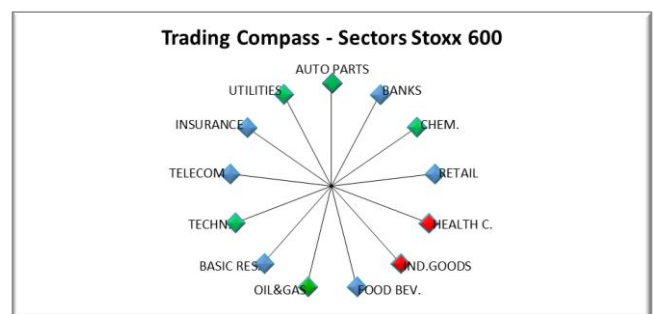 Trading Compass - Sectors Stoxx 600
AUTO PARTS
UTILITIES
BANKS
INSURANCE
CHEM.
TELECOM
RETAIL
TECHN.
HEALTH C.
BASIC RES.
IND.GOODS
OIL&GAS
FOOD BEV.